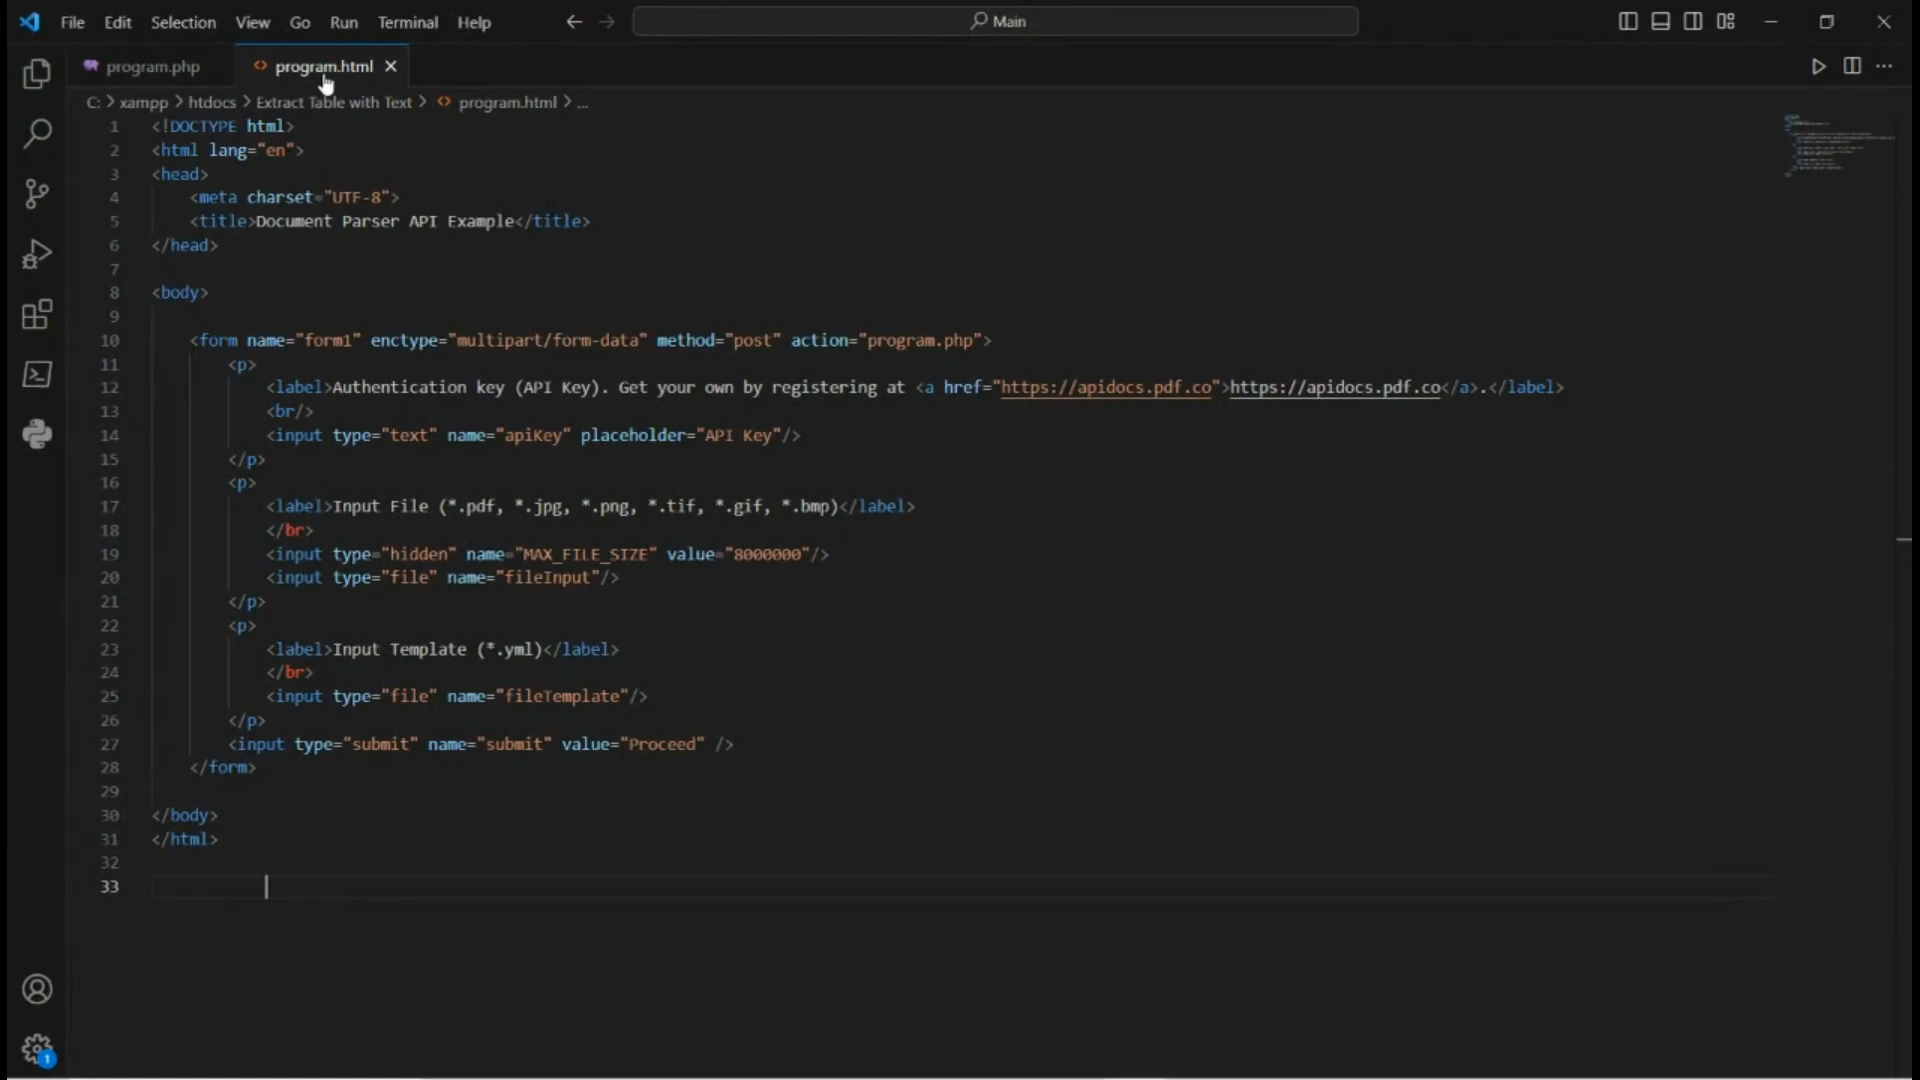 File Edit Selection View Go Run Terminal Help Main
program.php program.html
C: > xampp > htdocs > Extract Table with Text > program.html > ...
1 <!DOCTYPE html>
2 <html lang="en">
3 <head>
4 <meta charset="UTF-8">
5 <title>Document Parser API Example</title>
6 </head>
7
8 <body>
9
10 <form name="form1" enctype="multipart/form-data" method="post" action="program.php">
11 <p>
12 <label>Authentication key (API Key). Get your own by registering at <a href="https://apidocs.pdf.co">https://apidocs.pdf.co</a>.</label>
13 <br/>
14 <input type="text" name="apiKey" placeholder="API Key"/>
15 </p>
16 <p>
17 <label>Input File (*.pdf, *.jpg, *.png, *.tif, *.gif, *.bmp)</label>
18 </br>
19 <input type="hidden" name="MAX_FILE_SIZE" value="8000000"/>
20 <input type="file" name="fileInput"/>
21 </p>
22 <p>
23 <label>Input Template (*.yml)</label>
24 </br>
25 <input type="file" name="fileTemplate"/>
26 </p>
27 <input type="submit" name="submit" value="Proceed" />
28 </form>
29
30 </body>
31 </html>
32
33
1